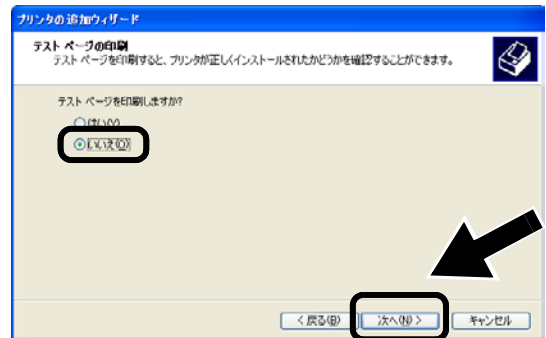 プリンタの追加ウィザード
テスト ページの印刷
テスト ページを印刷すると、プリンタが正しくインストールされたかどうかを確認することができます。
テスト ページを印刷しますか?
はい(Y)
いいえ(O)
< 戻る(B)
次へ(N) >
キャンセル